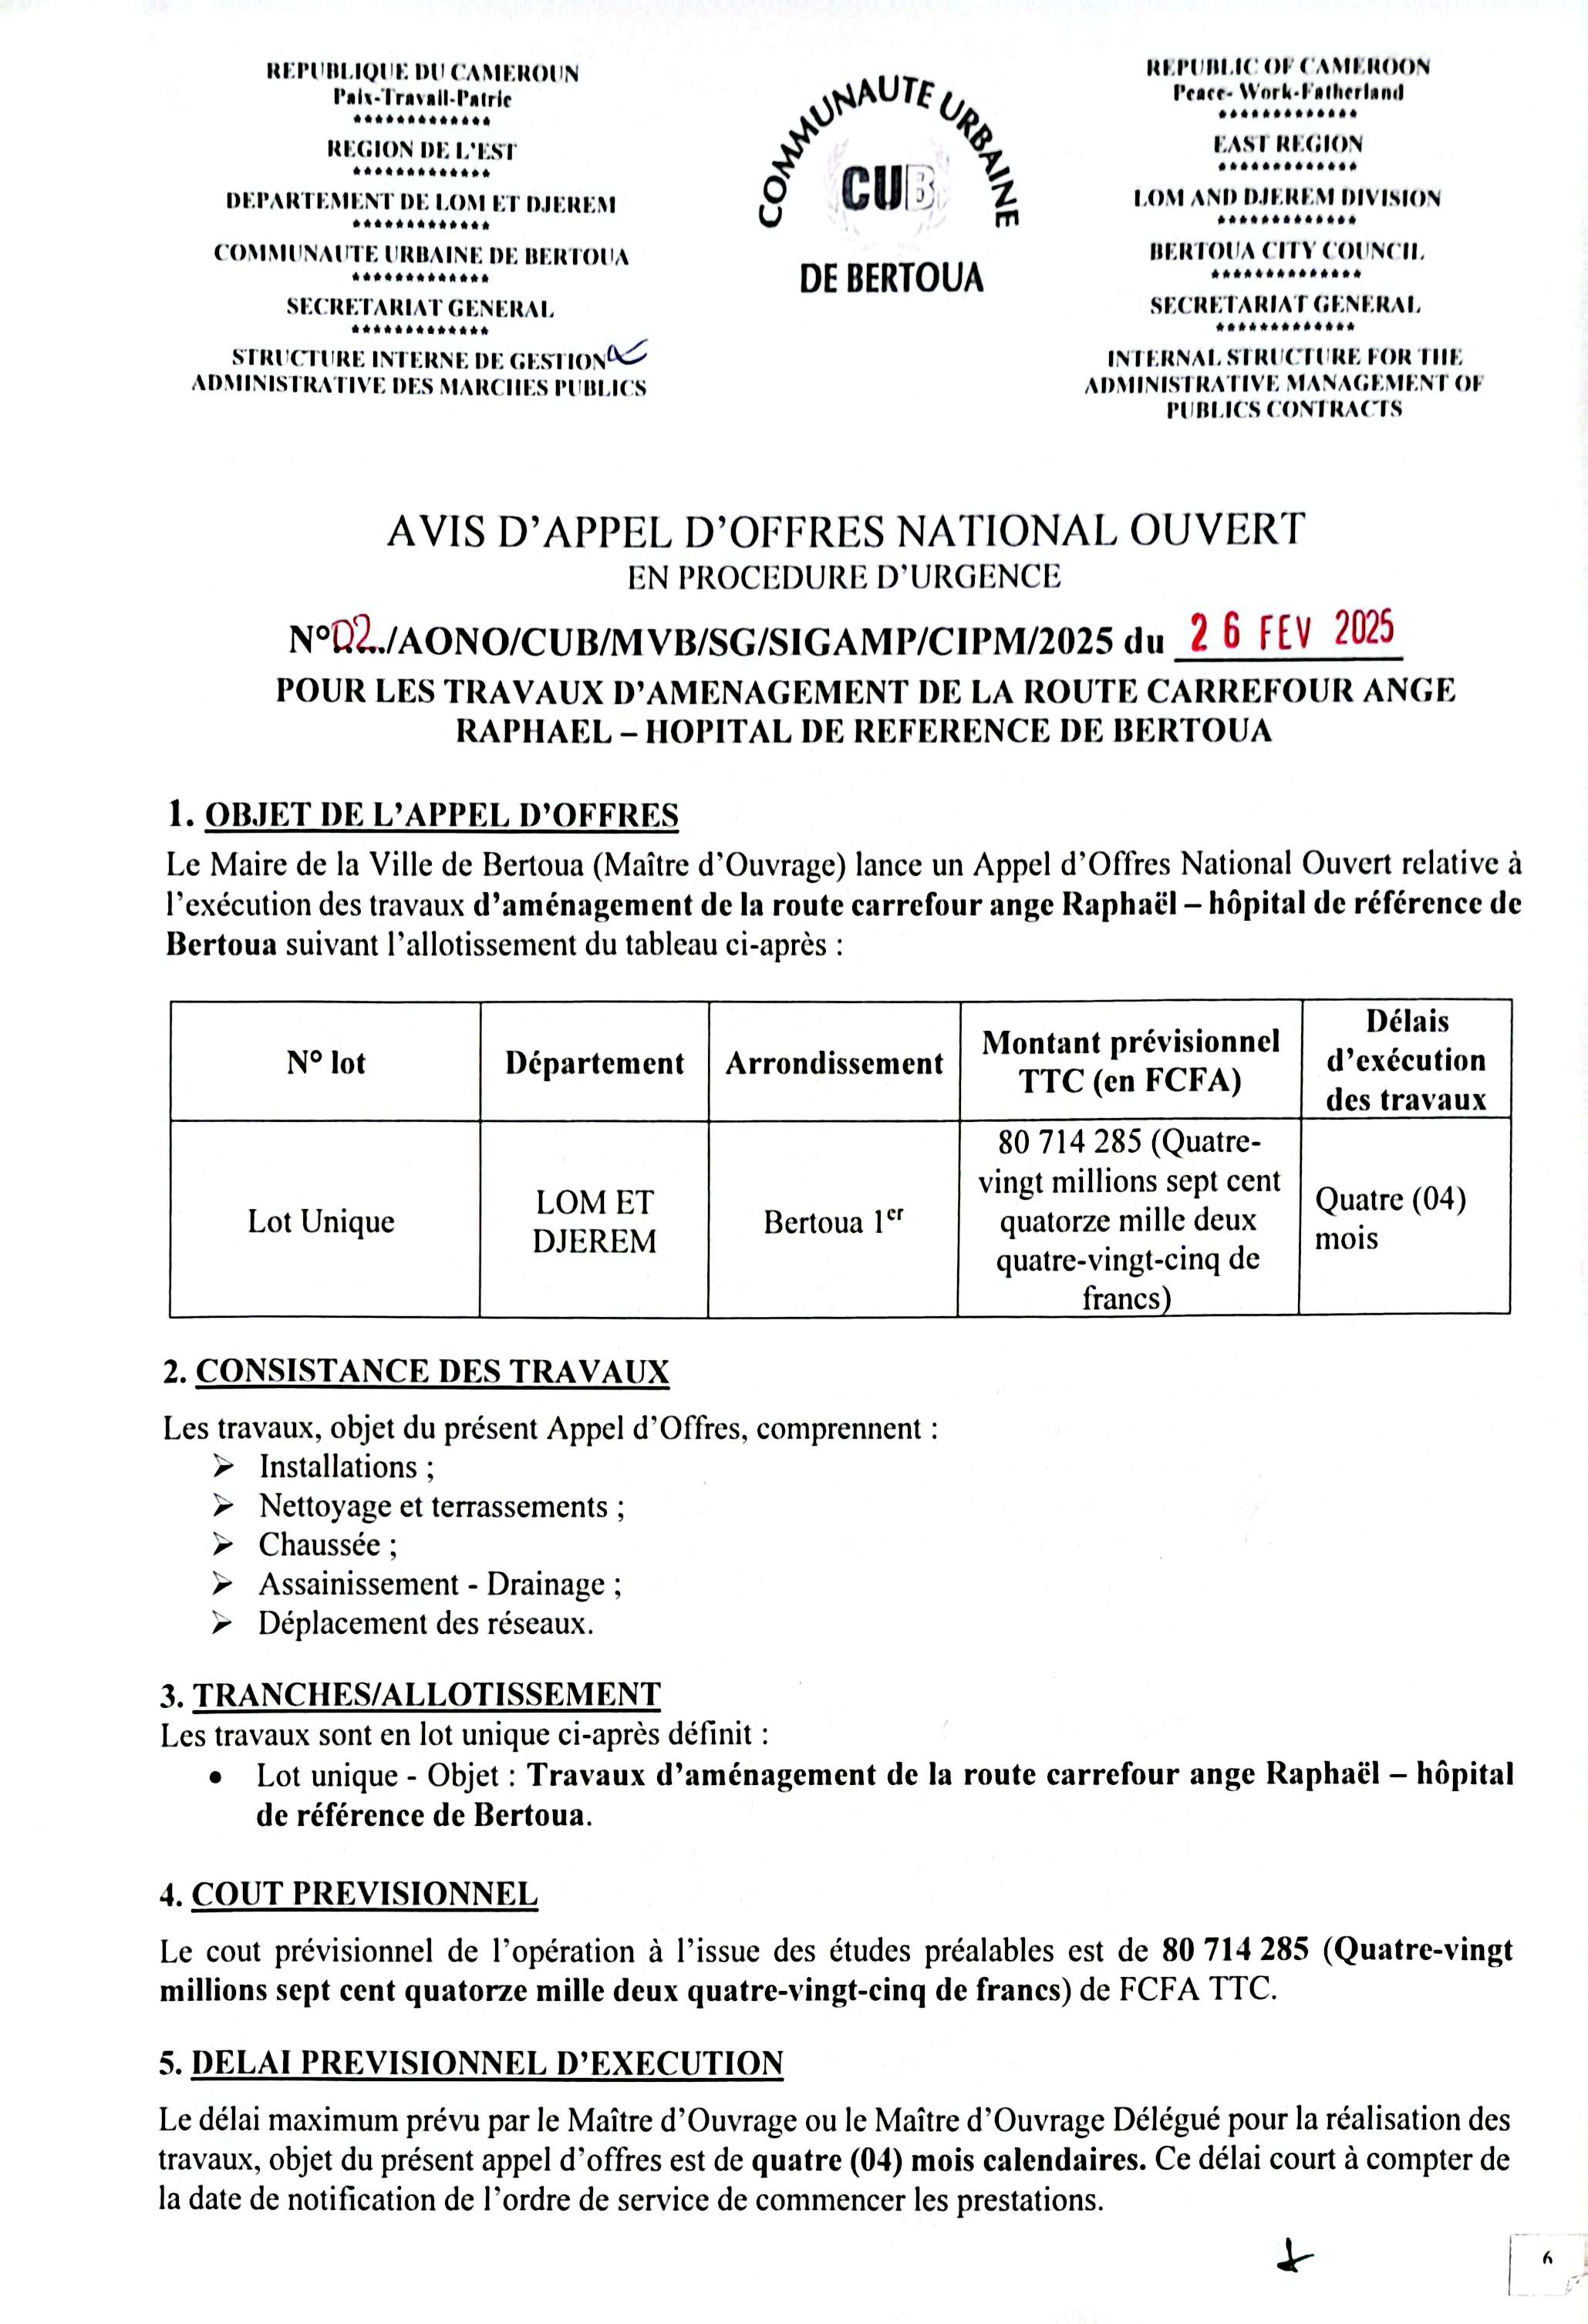 REPUBLIQUE DU CAMEROUN
Paix-Travail-Patrie
*************
REGION DE L'EST
*************
DEPARTEMENT DE LOM ET DJEREM
*************
COMMUNAUTE URBAINE DE BERTOUA
*************
SECRETARIAT GENERAL
*************
STRUCTURE INTERNE DE GESTION
ADMINISTRATIVE DES MARCHES PUBLICS
COMMUNAUTE URBAINE
CUB
DE BERTOUA
REPUBLIC OF CAMEROON
Peace- Work-Fatherland
*************
EAST REGION
*************
LOM AND DJEREM DIVISION
*************
BERTOUA CITY COUNCIL
**************
SECRETARIAT GENERAL
*************
INTERNAL STRUCTURE FOR THE
ADMINISTRATIVE MANAGEMENT OF
PUBLICS CONTRACTS
AVIS D'APPEL D'OFFRES NATIONAL OUVERT
EN PROCEDURE D'URGENCE
N°02../AONO/CUB/MVB/SG/SIGAMP/CIPM/2025 du 26 FEV 2025
POUR LES TRAVAUX D'AMENAGEMENT DE LA ROUTE CARREFOUR ANGE
RAPHAEL – HOPITAL DE REFERENCE DE BERTOUA
1. OBJET DE L'APPEL D'OFFRES
Le Maire de la Ville de Bertoua (Maître d'Ouvrage) lance un Appel d'Offres National Ouvert relative à
l'exécution des travaux d'aménagement de la route carrefour ange Raphaël – hôpital de référence de
Bertoua suivant l'allotissement du tableau ci-après :
N° lot
Département
Arrondissement
Montant prévisionnel
TTC (en FCFA)
Délais
d'exécution
des travaux
Lot Unique
LOM ET
DJEREM
Bertoua 1er
80 714 285 (Quatre-
vingt millions sept cent
quatorze mille deux
quatre-vingt-cinq de
francs)
Quatre (04)
mois
2. CONSISTANCE DES TRAVAUX
Les travaux, objet du présent Appel d'Offres, comprennent :
➢ Installations ;
➢ Nettoyage et terrassements ;
➢ Chaussée ;
➢ Assainissement - Drainage ;
➢ Déplacement des réseaux.
3. TRANCHES/ALLOTISSEMENT
Les travaux sont en lot unique ci-après définit :
• Lot unique - Objet : Travaux d'aménagement de la route carrefour ange Raphaël – hôpital
de référence de Bertoua.
4. COUT PREVISIONNEL
Le cout prévisionnel de l'opération à l'issue des études préalables est de 80 714 285 (Quatre-vingt
millions sept cent quatorze mille deux quatre-vingt-cinq de francs) de FCFA TTC.
5. DELAI PREVISIONNEL D'EXECUTION
Le délai maximum prévu par le Maître d'Ouvrage ou le Maître d'Ouvrage Délégué pour la réalisation des
travaux, objet du présent appel d'offres est de quatre (04) mois calendaires. Ce délai court à compter de
la date de notification de l'ordre de service de commencer les prestations.
6